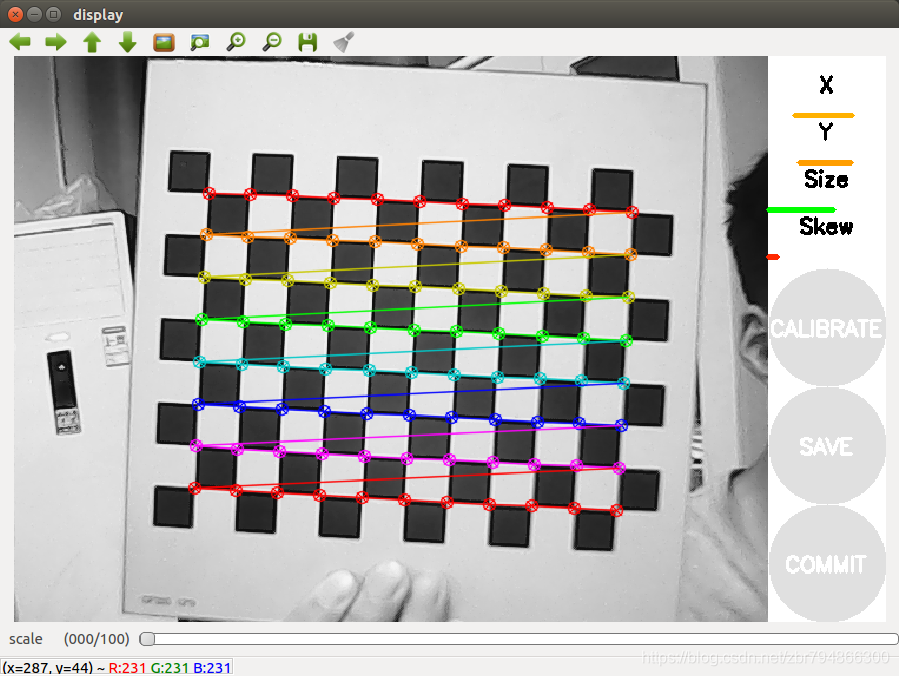 display
X
Y
Size
Skew
CALIBRATE
SAVE
COMMIT
scale (000/100)
https://blog.csdn.net/zbr794866300
(x=287, y=44) ~ R:231 G:231 B:231